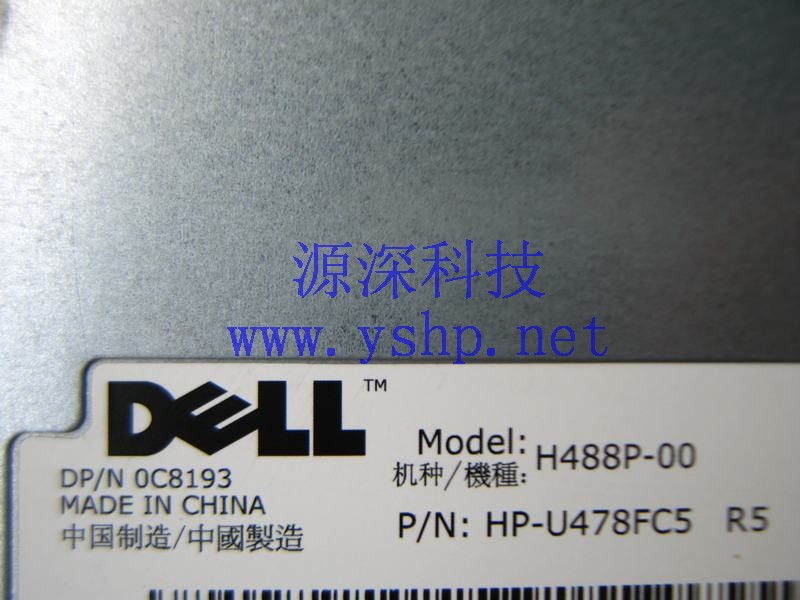 源深科技
www.yshp.net
DELL™
Model: H488P-00
机种/機種:
DP/N 0C8193
MADE IN CHINA
中国制造/中國製造
P/N: HP-U478FC5 R5